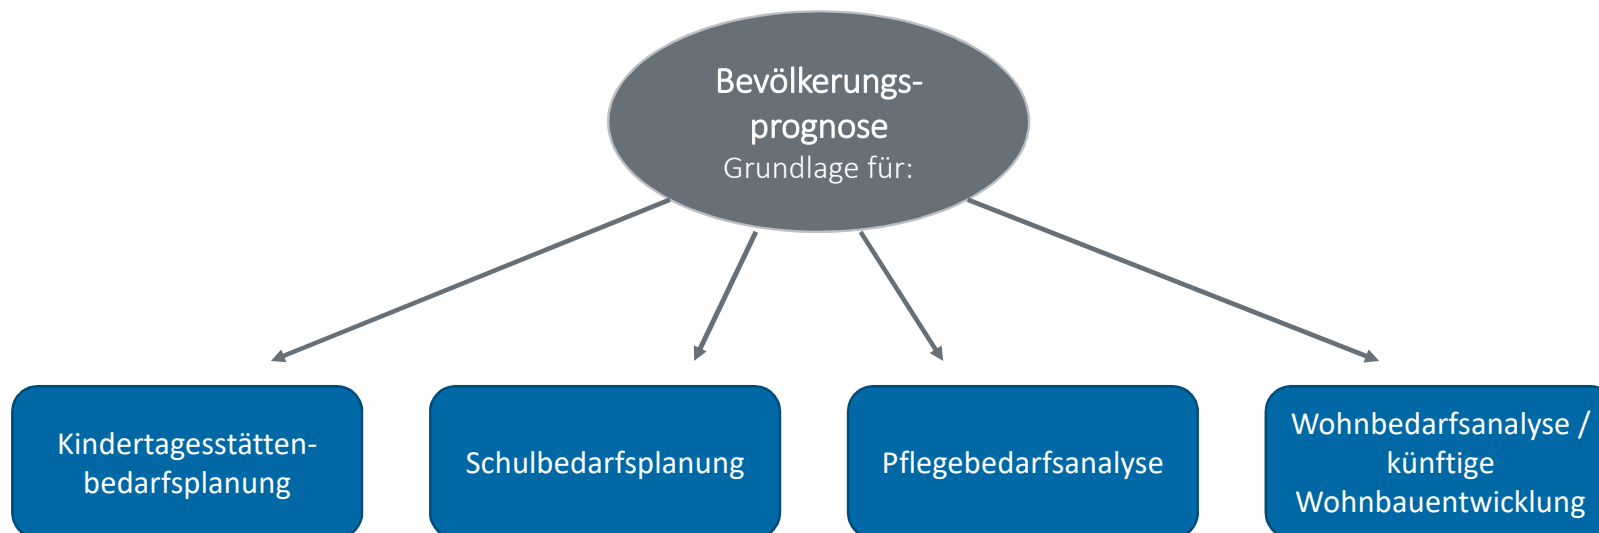 Bevölkerungs-
prognose
Grundlage für:
Kindertagesstätten-
bedarfsplanung
Schulbedarfsplanung
Pflegebedarfsanalyse
Wohnbedarfsanalyse /
künftige
Wohnbauentwicklung